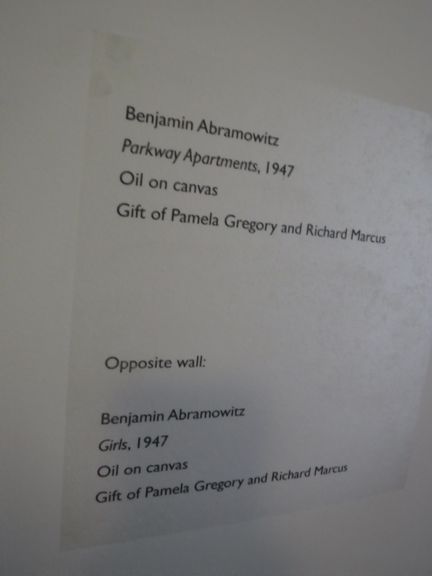 Benjamin Abramowitz
Parkway Apartments, 1947
Oil on canvas
Gift of Pamela Gregory and Richard Marcus
Opposite wall:
Benjamin Abramowitz
Girls, 1947
Oil on canvas
Gift of Pamela Gregory and Richard Marcus